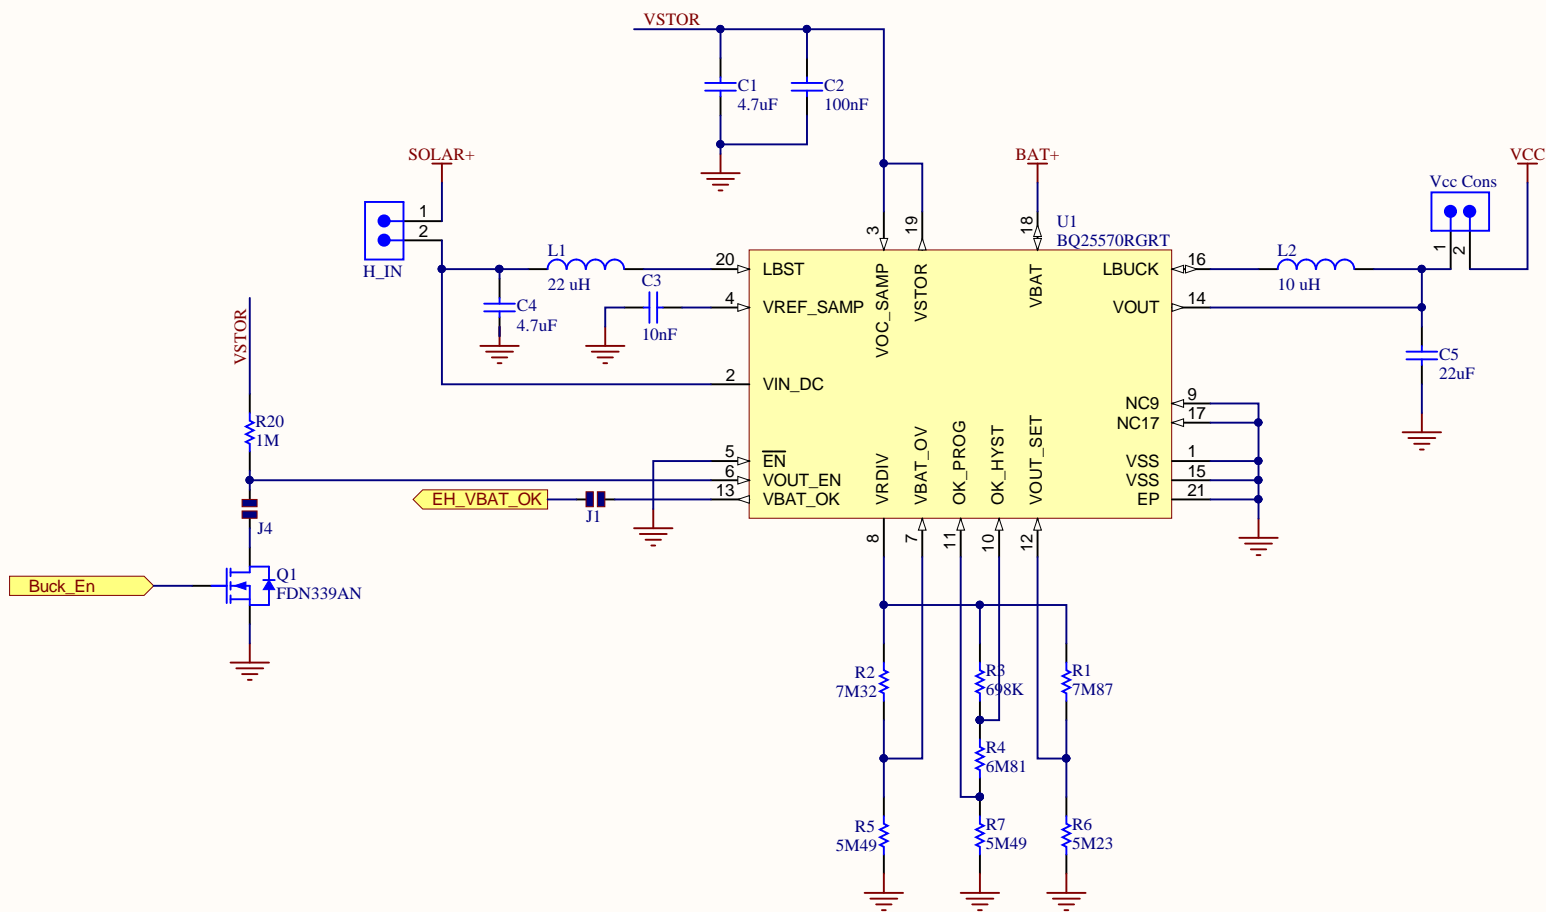 VSTOR
C1
4.7uF
C2
100nF
SOLAR+
1
2
H_IN
BAT+
VCC
Vcc Cons
1
2
3
19
18
U1
BQ25570RGRT
L1
22 uH
20
LBST
C3
10nF
4
VREF_SAMP
C4
4.7uF
2
VIN_DC
VOC_SAMP
VSTOR
VBAT
LBUCK
16
L2
10 uH
VOUT
14
C5
22uF
NC9
9
NC17
17
VSS
1
VSS
15
EP
21
VSTOR
R20
1M
5
EN
6
VOUT_EN
13
VBAT_OK
EH_VBAT_OK
J1
J4
Buck_En
Q1
FDN339AN
VRDIV
VBAT_OV
OK_PROG
OK_HYST
VOUT_SET
8
7
11
10
12
R2
7M32
R3
698K
R1
7M87
R4
6M81
R5
5M49
R7
5M49
R6
5M23